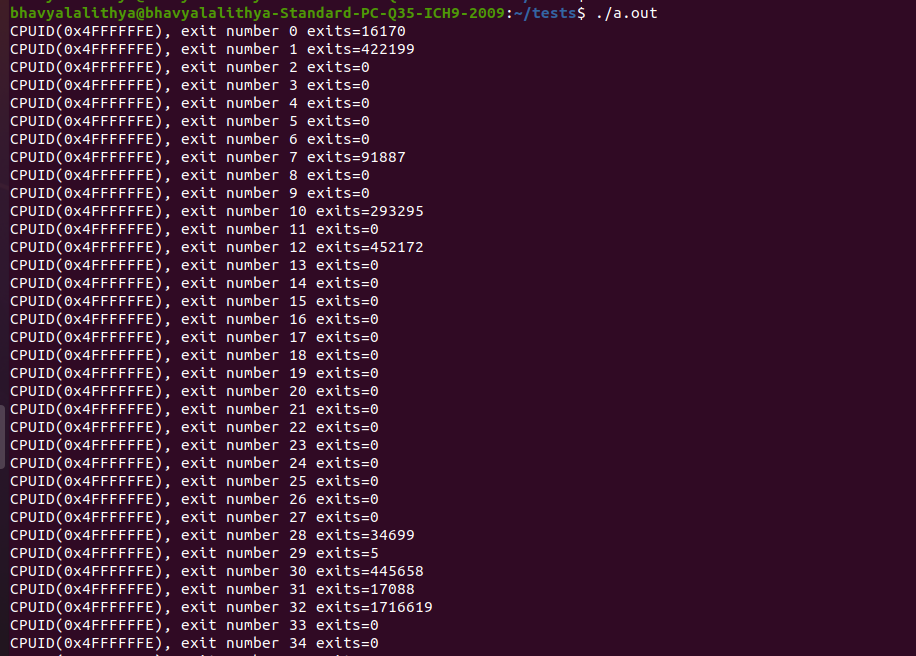 bhavyalalithya@bhavyalalithya-Standard-PC-Q35-ICH9-2009:~/tests$ ./a.out
CPUID(0x4FFFFFFE), exit number 0 exits=16170
CPUID(0x4FFFFFFE), exit number 1 exits=422199
CPUID(0x4FFFFFFE), exit number 2 exits=0
CPUID(0x4FFFFFFE), exit number 3 exits=0
CPUID(0x4FFFFFFE), exit number 4 exits=0
CPUID(0x4FFFFFFE), exit number 5 exits=0
CPUID(0x4FFFFFFE), exit number 6 exits=0
CPUID(0x4FFFFFFE), exit number 7 exits=91887
CPUID(0x4FFFFFFE), exit number 8 exits=0
CPUID(0x4FFFFFFE), exit number 9 exits=0
CPUID(0x4FFFFFFE), exit number 10 exits=293295
CPUID(0x4FFFFFFE), exit number 11 exits=0
CPUID(0x4FFFFFFE), exit number 12 exits=452172
CPUID(0x4FFFFFFE), exit number 13 exits=0
CPUID(0x4FFFFFFE), exit number 14 exits=0
CPUID(0x4FFFFFFE), exit number 15 exits=0
CPUID(0x4FFFFFFE), exit number 16 exits=0
CPUID(0x4FFFFFFE), exit number 17 exits=0
CPUID(0x4FFFFFFE), exit number 18 exits=0
CPUID(0x4FFFFFFE), exit number 19 exits=0
CPUID(0x4FFFFFFE), exit number 20 exits=0
CPUID(0x4FFFFFFE), exit number 21 exits=0
CPUID(0x4FFFFFFE), exit number 22 exits=0
CPUID(0x4FFFFFFE), exit number 23 exits=0
CPUID(0x4FFFFFFE), exit number 24 exits=0
CPUID(0x4FFFFFFE), exit number 25 exits=0
CPUID(0x4FFFFFFE), exit number 26 exits=0
CPUID(0x4FFFFFFE), exit number 27 exits=0
CPUID(0x4FFFFFFE), exit number 28 exits=34699
CPUID(0x4FFFFFFE), exit number 29 exits=5
CPUID(0x4FFFFFFE), exit number 30 exits=445658
CPUID(0x4FFFFFFE), exit number 31 exits=17088
CPUID(0x4FFFFFFE), exit number 32 exits=1716619
CPUID(0x4FFFFFFE), exit number 33 exits=0
CPUID(0x4FFFFFFE), exit number 34 exits=0